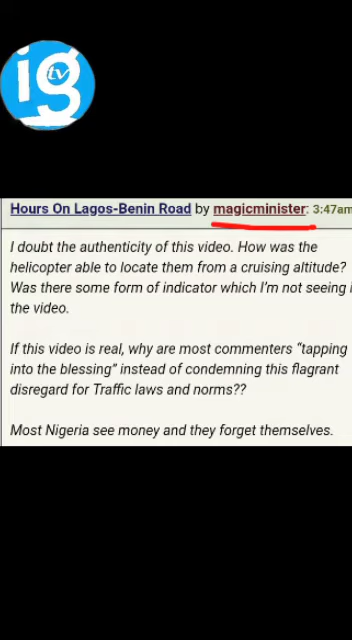 ig
tv
Hours On Lagos-Benin Road by magicminister: 3:47am
I doubt the authenticity of this video. How was the
helicopter able to locate them from a cruising altitude?
Was there some form of indicator which I'm not seeing i
the video.
If this video is real, why are most commenters “tapping
into the blessing” instead of condemning this flagrant
disregard for Traffic laws and norms??
Most Nigeria see money and they forget themselves.